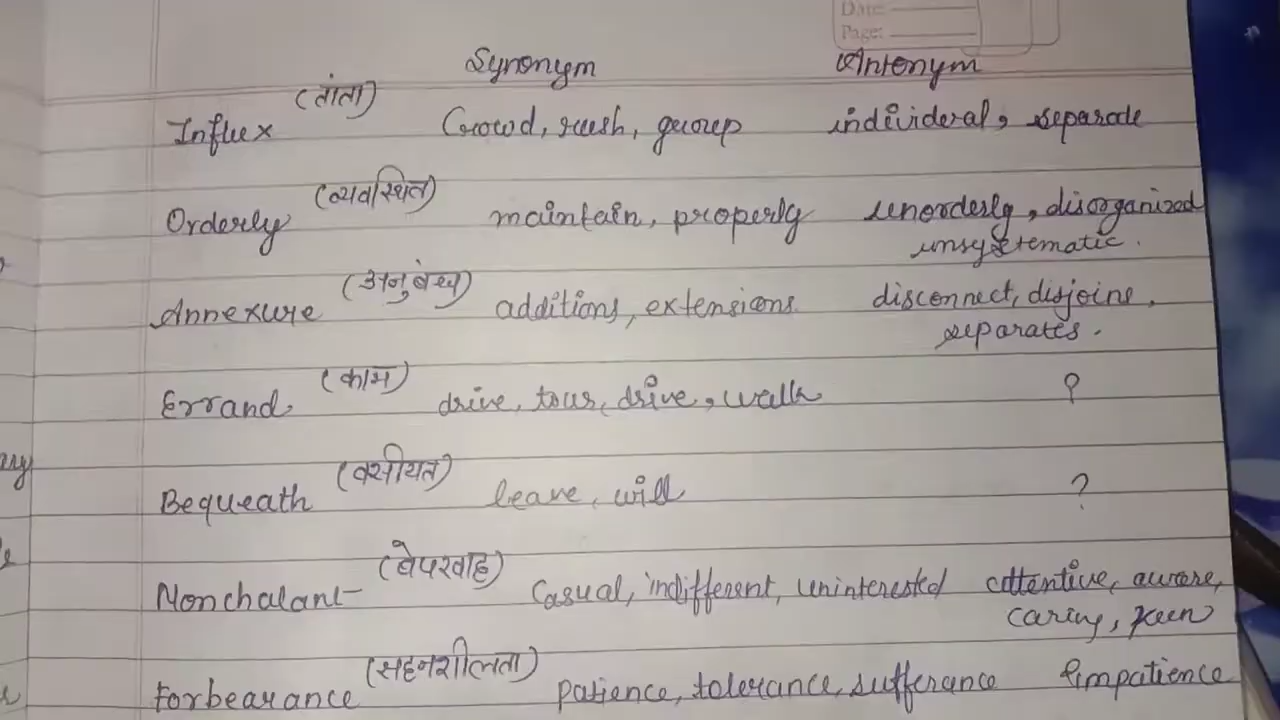 Date:
Page:
Synonym Antonym
Influx (तांता) Crowd, rush, group individual, separate
Orderly (व्यवस्थित) maintain, properly unorderly, disorganized
unsystematic.
Annexure (अनुबंध) additions, extensions. disconnect, disjoins,
separates.
Errand (काम) drive, tour, drive, walk ?
Bequeath (वसीयत) leave, will ?
Nonchalant (बेपरवाह) Casual, indifferent, uninterested attentive, aware,
caring, keen
Forbearance (सहनशीलता) patience, tolerance, sufferance impatience